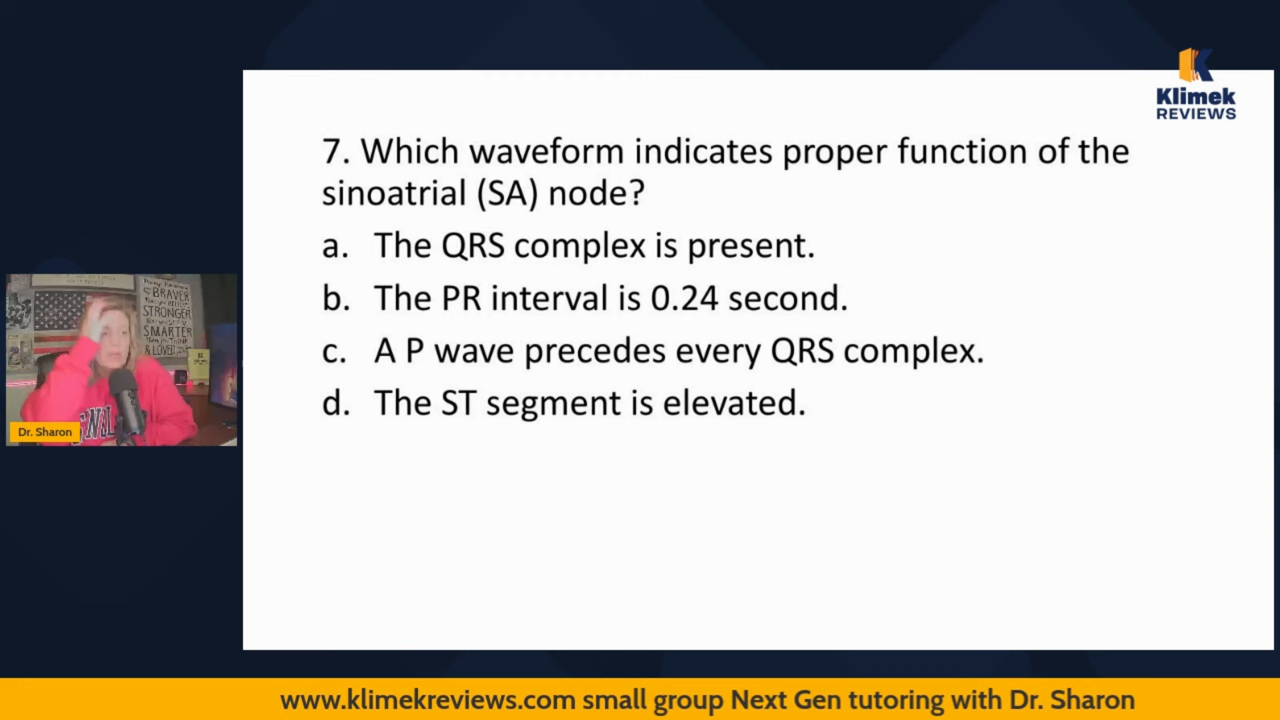 Klimek
REVIEWS
7. Which waveform indicates proper function of the
sinoatrial (SA) node?
a. The QRS complex is present.
b. The PR interval is 0.24 second.
c. A P wave precedes every QRS complex.
d. The ST segment is elevated.
BRAVER
STRONGER
SMARTER
& LOVED
Dr. Sharon
www.klimekreviews.com small group Next Gen tutoring with Dr. Sharon